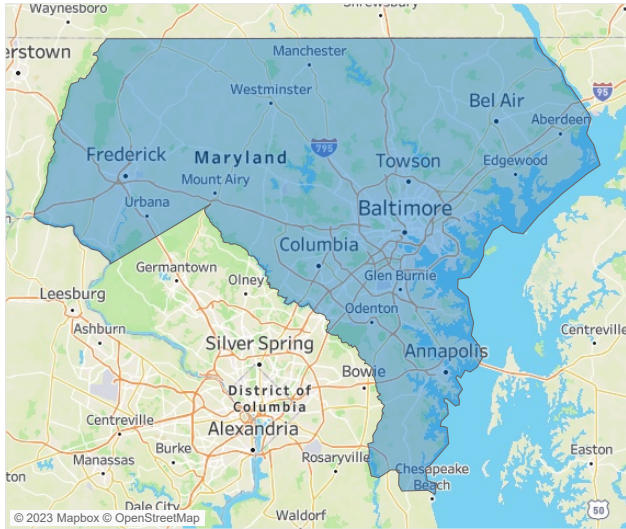 Waynesboro
Shrewsbury
erstown
Manchester
Westminster
Bel Air
95
Aberdeen
795
Frederick
Maryland
Towson
Edgewood
Mount Airy
Urbana
Baltimore
Columbia
Germantown
Olney
Glen Burnie
Leesburg
Odenton
Ashburn
Silver Spring
Annapolis
Centreville
Bowie
District of
Columbia
Centreville
Alexandria
Burke
Rosaryville
Easton
Manassas
Chesapeake
Beach
ton
Dale City
Waldorf
50
© 2023 Mapbox © OpenStreetMap